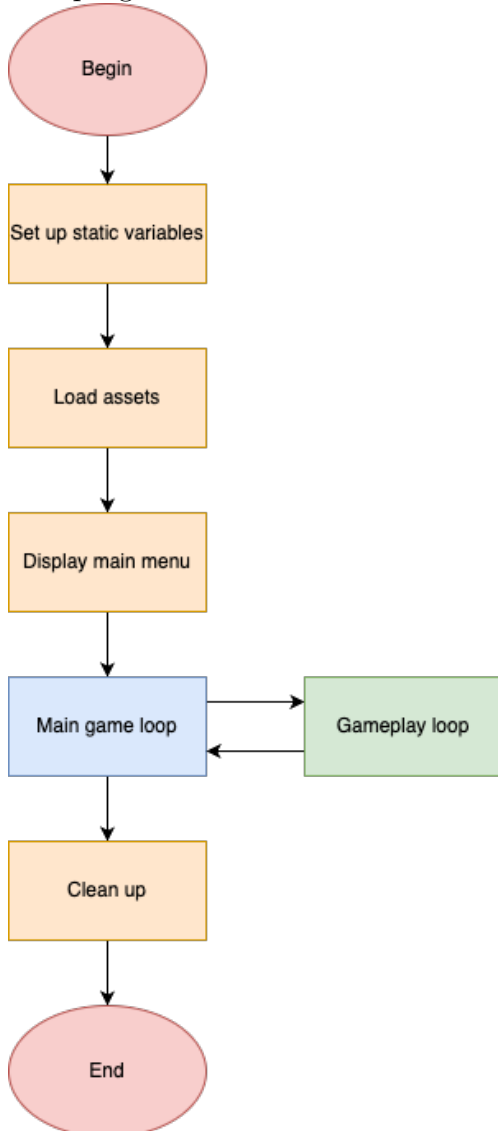 Begin
Set up static variables
Load assets
Display main menu
Main game loop
Gameplay loop
Clean up
End